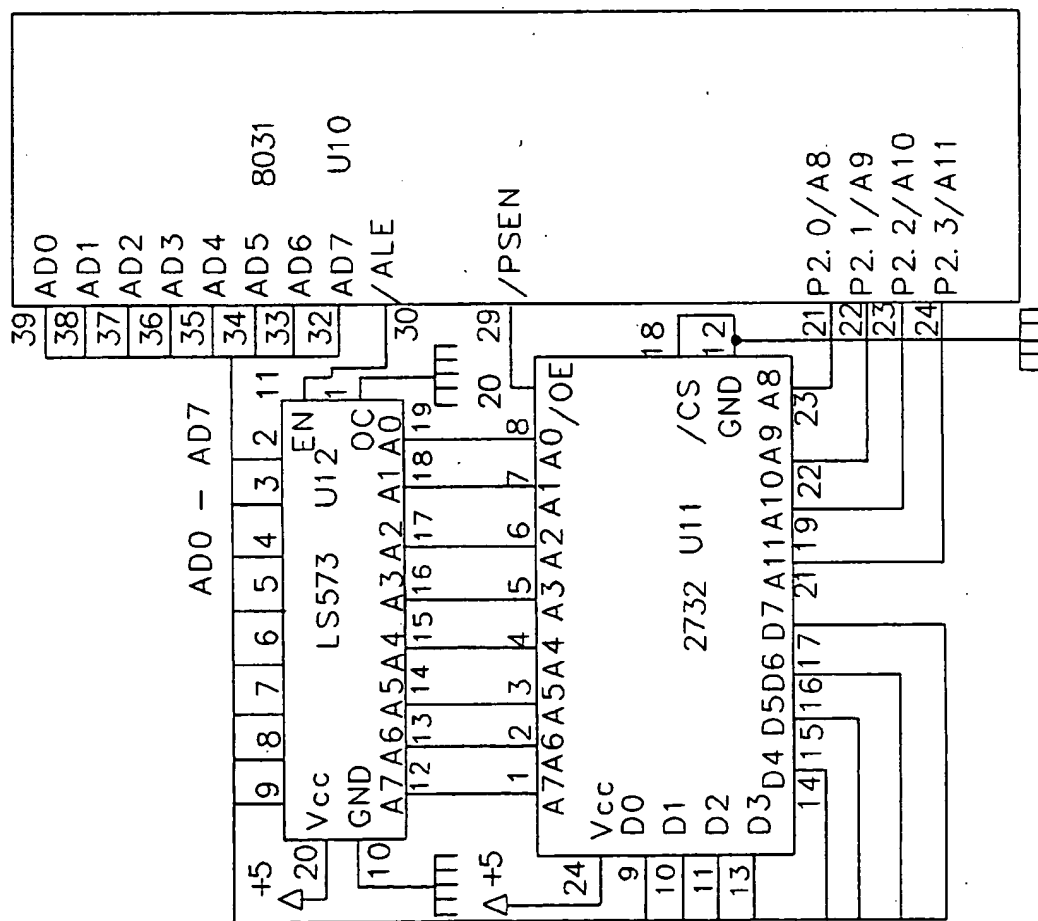 8031
U10
AD0
AD1
AD2
AD3
AD4
AD5
AD6
AD7
/ALE
/PSEN
P2.0/A8
P2.1/A9
P2.2/A10
P2.3/A11
39
38
37
36
35
34
33
32
30
29
21
22
23
24
AD0 - AD7
11
1
2
3
4
5
6
7
8
9
EN
OC
LS573 U12
Vcc
GND
A7 A6 A5 A4 A3 A2 A1 A0
12
13
14
15
16
17
18
19
20
10
+5
20
18
12
1
2
3
4
5
6
7
8
A7 A6 A5 A4 A3 A2 A1 A0
/OE
/CS
GND
2732 U11
Vcc
D0
D1
D2
D3
D4 D5 D6 D7 A11 A10 A9 A8
+5
24
9
10
11
13
14
15
16
17
21
19
22
23